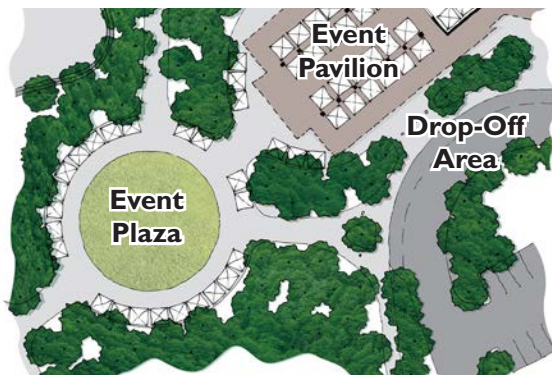 Event
Pavilion
Drop-Off
Area
Event
Plaza